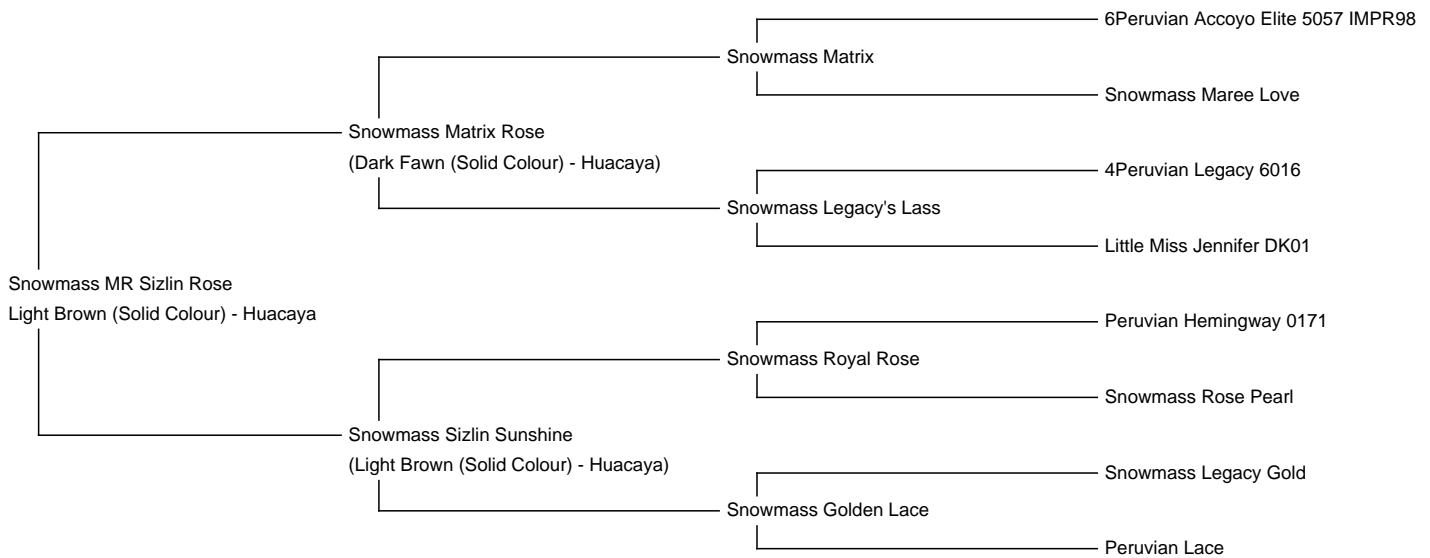 6Peruvian Accoyo Elite 5057 IMPR98
Snowmass Matrix
Snowmass Maree Love
Snowmass Matrix Rose
(Dark Fawn (Solid Colour) - Huacaya)
4Peruvian Legacy 6016
Snowmass Legacy's Lass
Little Miss Jennifer DK01
Snowmass MR Sizlin Rose
Light Brown (Solid Colour) - Huacaya
Peruvian Hemingway 0171
Snowmass Royal Rose
Snowmass Rose Pearl
Snowmass Sizlin Sunshine
(Light Brown (Solid Colour) - Huacaya)
Snowmass Legacy Gold
Snowmass Golden Lace
Peruvian Lace